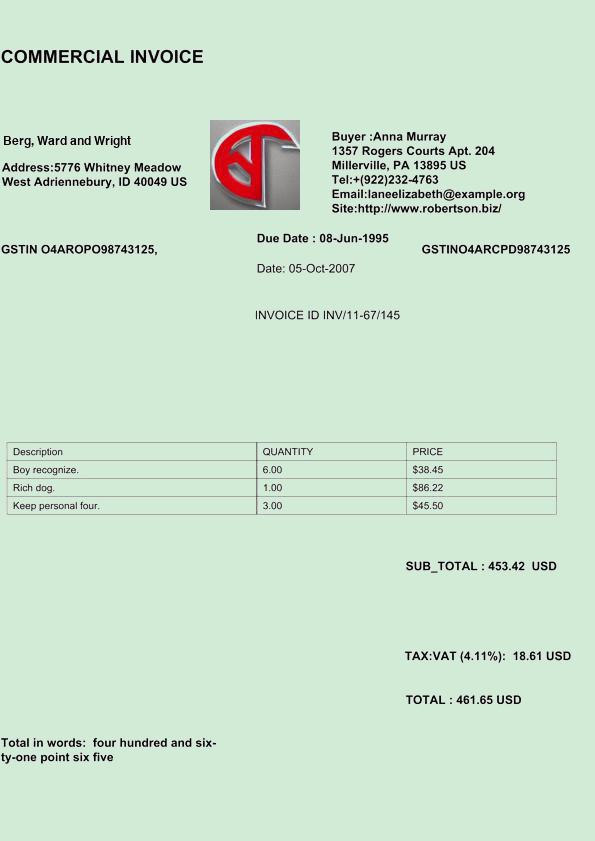 COMMERCIAL INVOICE
Berg, Ward and Wright
Address:5776 Whitney Meadow
West Adriennebury, ID 40049 US
Buyer :Anna Murray
1357 Rogers Courts Apt. 204
Millerville, PA 13895 US
Tel:+(922)232-4763
Email:laneelizabeth@example.org
Site:http://www.robertson.biz/
GSTIN O4AROPO98743125,
Due Date : 08-Jun-1995
GSTINO4ARCPD98743125
Date: 05-Oct-2007
INVOICE ID INV/11-67/145
Description QUANTITY PRICE
Boy recognize. 6.00 $38.45
Rich dog. 1.00 $86.22
Keep personal four. 3.00 $45.50
SUB_TOTAL : 453.42 USD
TAX:VAT (4.11%): 18.61 USD
TOTAL : 461.65 USD
Total in words: four hundred and six-
ty-one point six five